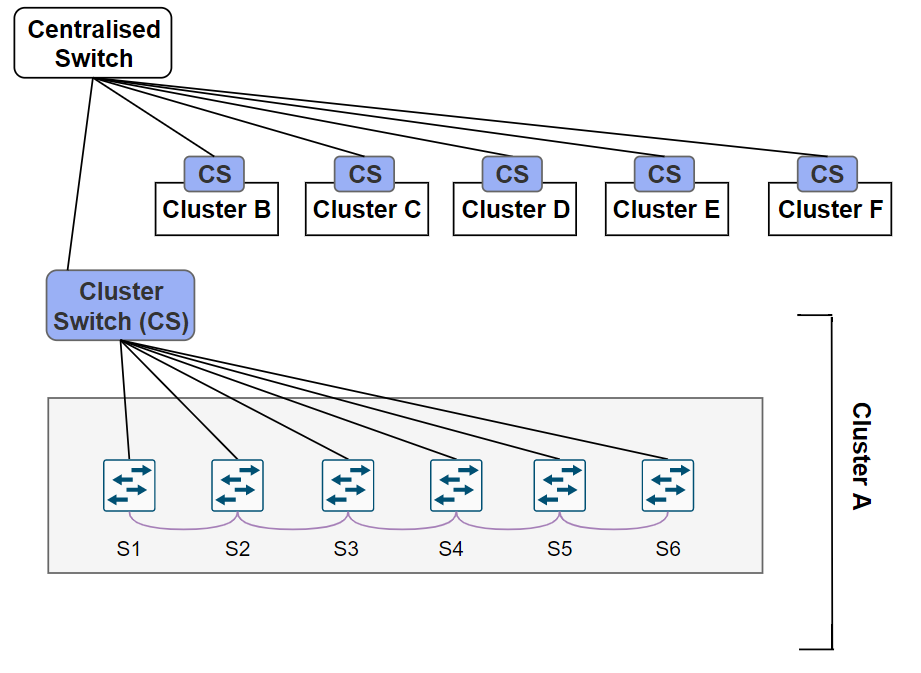 Centralised
Switch
CS
CS
CS
CS
CS
Cluster B
Cluster C
Cluster D
Cluster E
Cluster F
Cluster
Switch (CS)
Cluster A
S1
S2
S3
S4
S5
S6